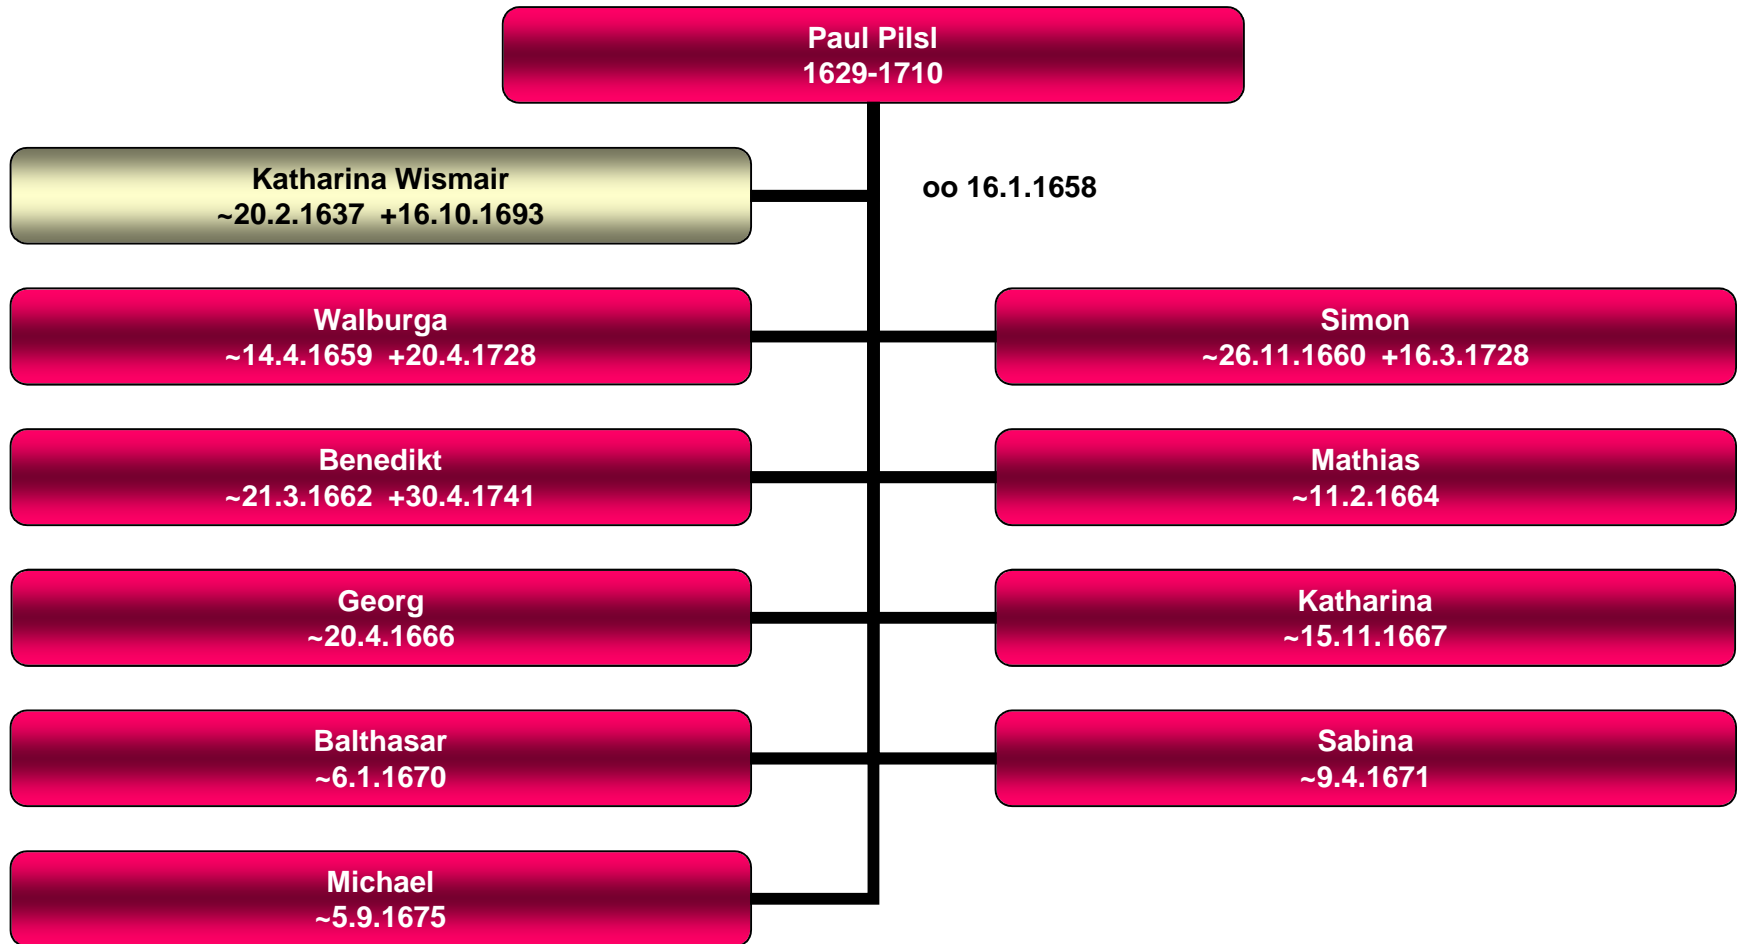 Paul Pilsl
1629-1710
Katharina Wismair
~20.2.1637  +16.10.1693
oo 16.1.1658
Walburga
~14.4.1659  +20.4.1728
Simon
~26.11.1660  +16.3.1728
Benedikt
~21.3.1662  +30.4.1741
Mathias
~11.2.1664
Georg
~20.4.1666
Katharina
~15.11.1667
Balthasar
~6.1.1670
Sabina
~9.4.1671
Michael
~5.9.1675